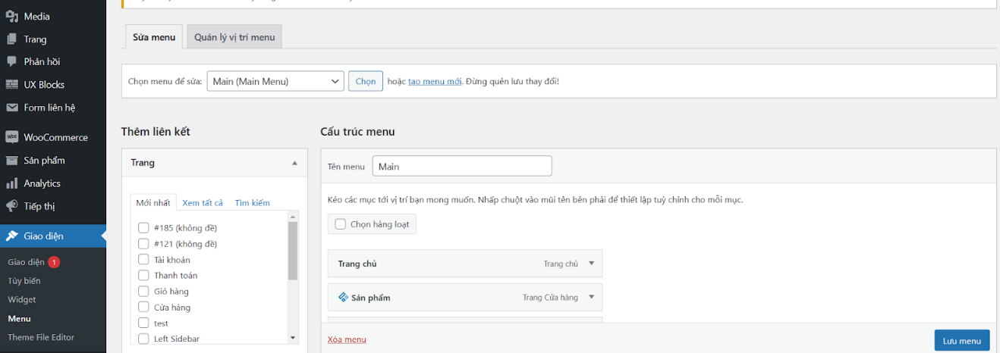 Media
Trang
Phản hồi
UX Blocks
Form liên hệ
WooCommerce
Sản phẩm
Analytics
Tiếp thị
Giao diện
Giao diện 1
Tùy biến
Widget
Menu
Theme File Editor
Sửa menu
Quản lý vị trí menu
Chọn menu để sửa: Main (Main Menu) Chọn hoặc tạo menu mới. Đừng quên lưu thay đổi!
Thêm liên kết
Trang
Mới nhất Xem tất cả Tìm kiếm
#185 (không đề)
#121 (không đề)
Tài khoản
Thanh toán
Giỏ hàng
Cửa hàng
test
Left Sidebar
Cấu trúc menu
Tên menu Main
Kéo các mục tới vị trí bạn mong muốn. Nhấp chuột vào mũi tên bên phải để thiết lập tuỳ chỉnh cho mỗi mục.
Chọn hàng loạt
Trang chủ Trang chủ
Sản phẩm Trang Cửa hàng
Xóa menu
Lưu menu